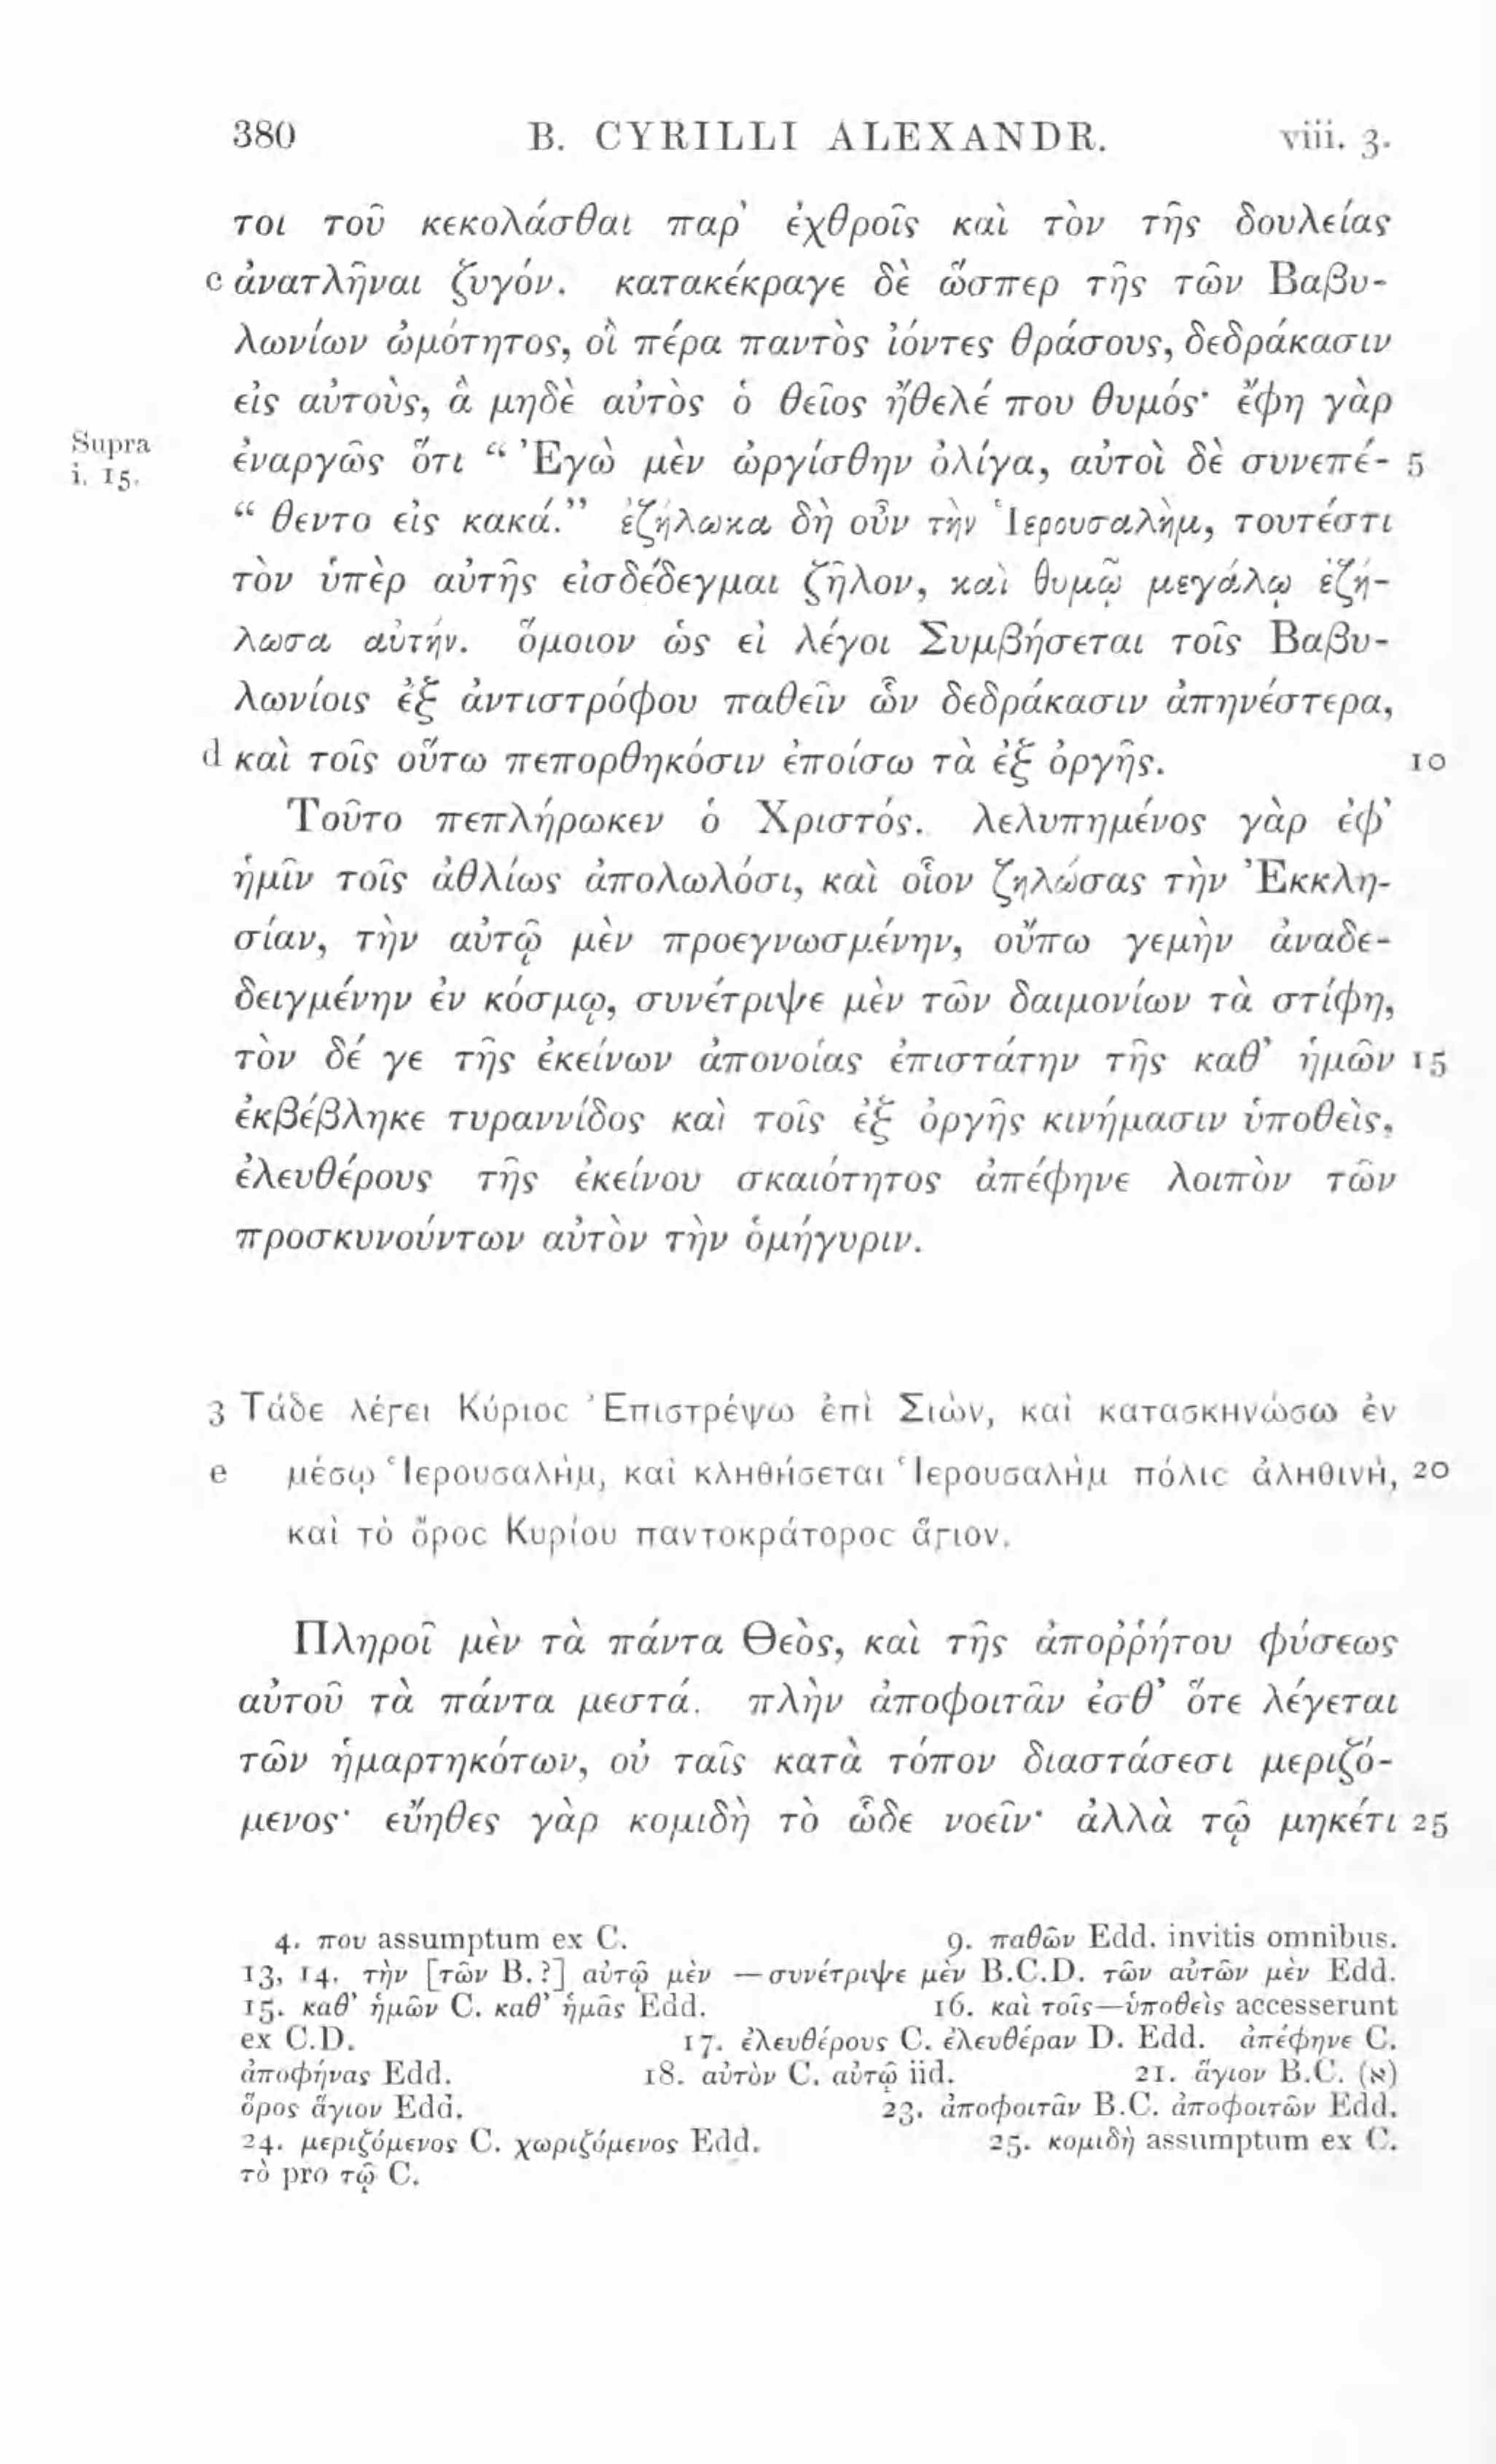 380 B. CYRILLI ALEXANDR. viii. 3.
τοι τοῦ κεκολάσθαι παρ' ἐχθροῖς καὶ τὸν τῆς δουλείας
c ἀνατλῆναι ζυγόν. κατακέκραγε δὲ ὥσπερ τῆς τῶν Βαβυ-
λωνίων ὠμότητος, οἳ πέρα παντὸς ἰόντες θράσους, δεδράκασιν
εἰς αὐτοὺς, ἃ μηδὲ αὐτὸς ὁ θεῖος ἤθελέ που θυμός· ἔφη γὰρ
Supra
i. 15.
ἐναργῶς ὅτι “ Ἐγὼ μὲν ὠργίσθην ὀλίγα, αὐτοὶ δὲ συνεπέ- 5
“ θεντο εἰς κακά.” ἐζήλωκα δὴ οὖν τὴν Ἱερουσαλὴμ, τουτέστι
τὸν ὑπὲρ αὐτῆς εἰσδέδεγμαι ζῆλον, καὶ θυμῷ μεγάλῳ ἐζή-
λωσα αὐτήν. ὅμοιον ὡς εἰ λέγοι Συμβήσεται τοῖς Βαβυ-
λωνίοις ἐξ ἀντιστρόφου παθεῖν ὧν δεδράκασιν ἀπηνέστερα,
d καὶ τοῖς οὕτω πεπορθηκόσιν ἐποίσω τὰ ἐξ ὀργῆς. 10
Τοῦτο πεπλήρωκεν ὁ Χριστός. λελυπημένος γὰρ ἐφ'
ἡμῖν τοῖς ἀθλίως ἀπολωλόσι, καὶ οἷον ζηλώσας τὴν Ἐκκλη-
σίαν, τὴν αὐτῷ μὲν προεγνωσμένην, οὔπω γεμὴν ἀναδε-
δειγμένην ἐν κόσμῳ, συνέτριψε μὲν τῶν δαιμονίων τὰ στίφη,
τὸν δέ γε τῆς ἐκείνων ἀπονοίας ἐπιστάτην τῆς καθ' ἡμῶν 15
ἐκβέβληκε τυραννίδος καὶ τοῖς ἐξ ὀργῆς κινήμασιν ὑποθεὶς,
ἐλευθέρους τῆς ἐκείνου σκαιότητος ἀπέφηνε λοιπὸν τῶν
προσκυνούντων αὐτὸν τὴν ὁμήγυριν.
3 Τάδε λέγει Κύριος Ἐπιστρέψω ἐπὶ Σιὼν, καὶ κατασκηνώσω ἐν
e μέσῳ Ἱερουσαλὴμ, καὶ κληθήσεται Ἱερουσαλὴμ πόλις ἀληθινὴ, 20
καὶ τὸ ὄρος Κυρίου παντοκράτορος ἅγιον.
Πληροῖ μὲν τὰ πάντα Θεὸς, καὶ τῆς ἀποῤῥήτου φύσεως
αὐτοῦ τὰ πάντα μεστά. πλὴν ἀποφοιτᾶν ἐσθ' ὅτε λέγεται
τῶν ἡμαρτηκότων, οὐ ταῖς κατὰ τόπον διαστάσεσι μεριζό-
μενος· εὔηθες γὰρ κομιδὴ τὸ ὧδε νοεῖν· ἀλλὰ τῷ μηκέτι 25
4. που assumptum ex C. 9. παθῶν Edd. invitis omnibus.
13, 14. τὴν [τῶν B.?] αὐτῷ μὲν —συνέτριψε μὲν B.C.D. τῶν αὐτῶν μὲν Edd.
15. καθ' ἡμῶν C. καθ' ἡμᾶς Edd. 16. καὶ τοῖς—ὑποθεὶς accesserunt
ex C.D. 17. ἐλευθέρους C. ἐλευθέραν D. Edd. ἀπέφηνε C.
ἀποφήνας Edd. 18. αὐτὸν C. αὐτῷ iid. 21. ἅγιον B.C. (א)
ὄρος ἅγιον Edd. 23. ἀποφοιτᾶν B.C. ἀποφοιτῶν Edd.
24. μεριζόμενος C. χωριζόμενος Edd. 25. κομιδὴ assumptum ex C.
τὸ pro τῷ C.